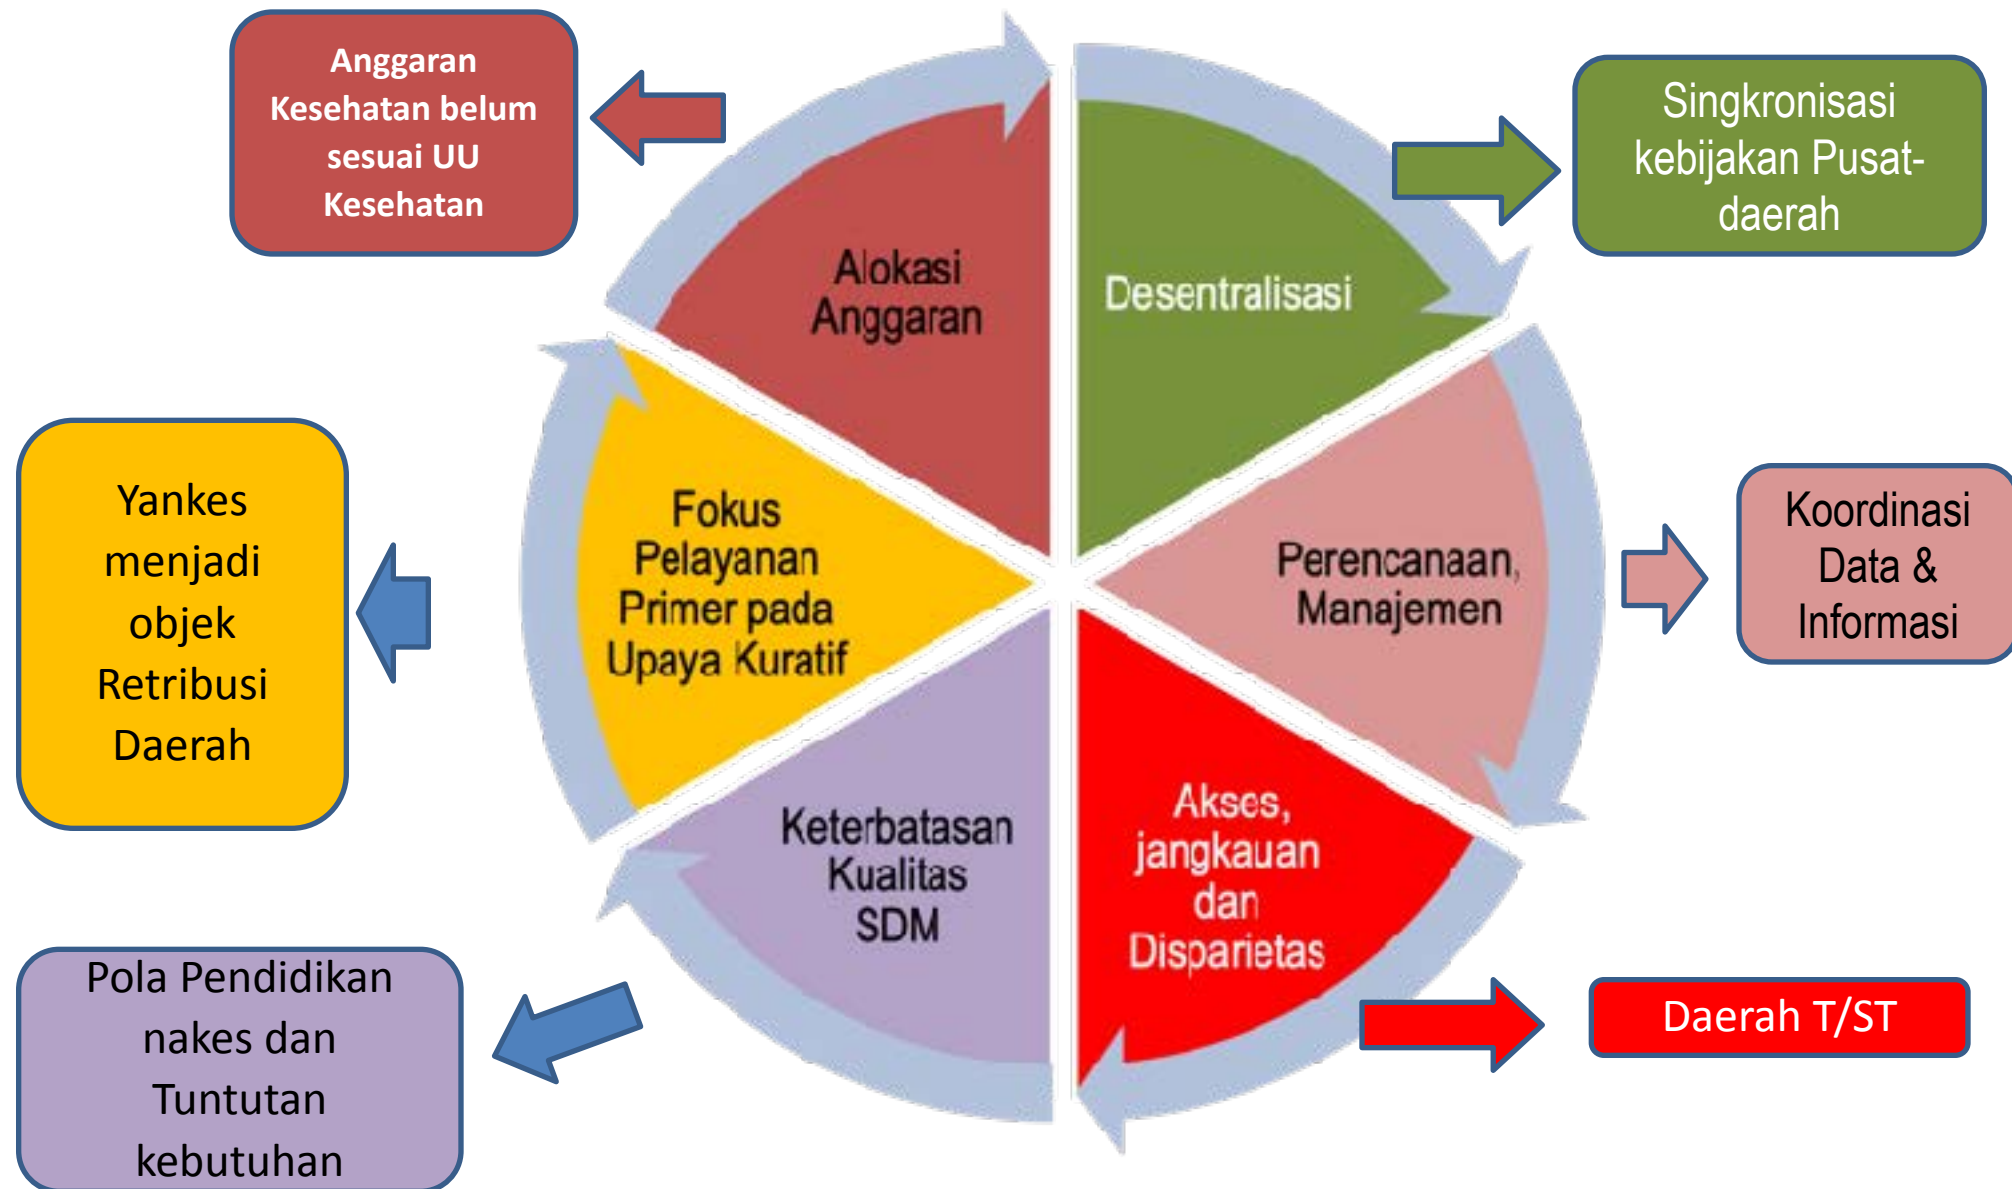 Anggaran
Kesehatan belum
sesuai UU
Kesehatan
Singkronisasi
kebijakan Pusat-
daerah
Alokasi
Anggaran
Desentralisasi
Yankes
menjadi
objek
Retribusi
Daerah
Fokus
Pelayanan
Primer pada
Upaya Kuratif
Perencanaan,
Manajemen
Koordinasi
Data &
Informasi
Keterbatasan
Kualitas
SDM
Akses,
jangkauan
dan
Disparietas
Pola Pendidikan
nakes dan
Tuntutan
kebutuhan
Daerah T/ST